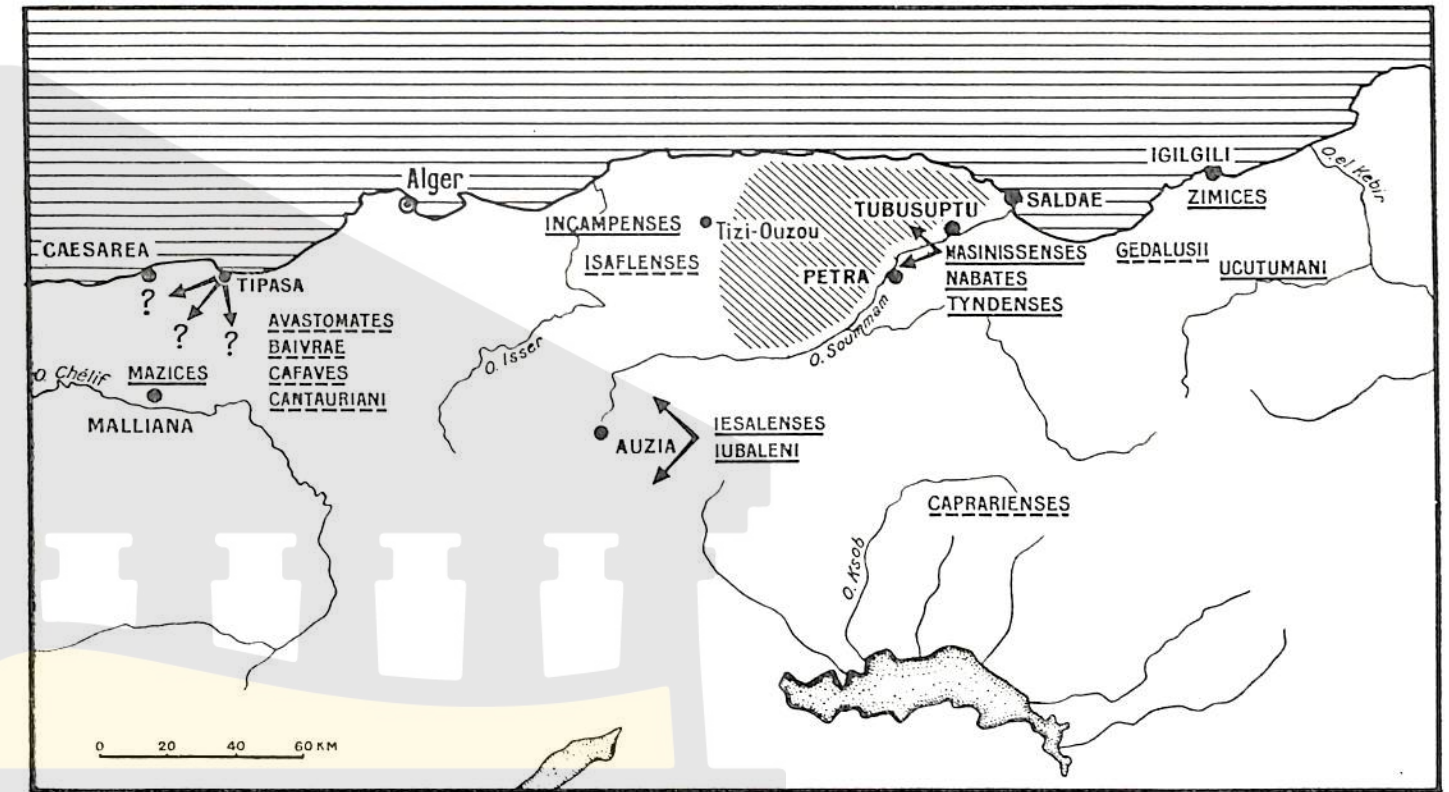 IGILGILI
O. el Kebir
Alger
ZIMICES
SALDAE
TUBUSUPTU
INCAMPENSES
Tizi-Ouzou
CAESAREA
ISAFLENSES
MASINISSENSES
GEDALUSII
UCUTUMANI
PETRA
NABATES
TYNDENSES
TIPASA
?
?
?
AVASTOMATES
BAIVRAE
CAFAVES
CANTAURIANI
O. Isser
O. Soummam
O. Chélif
MAZICES
MALLIANA
AUZIA
IESALENSES
IUBALENI
CAPRARIENSES
O. Ksob
0 20 40 60 KM